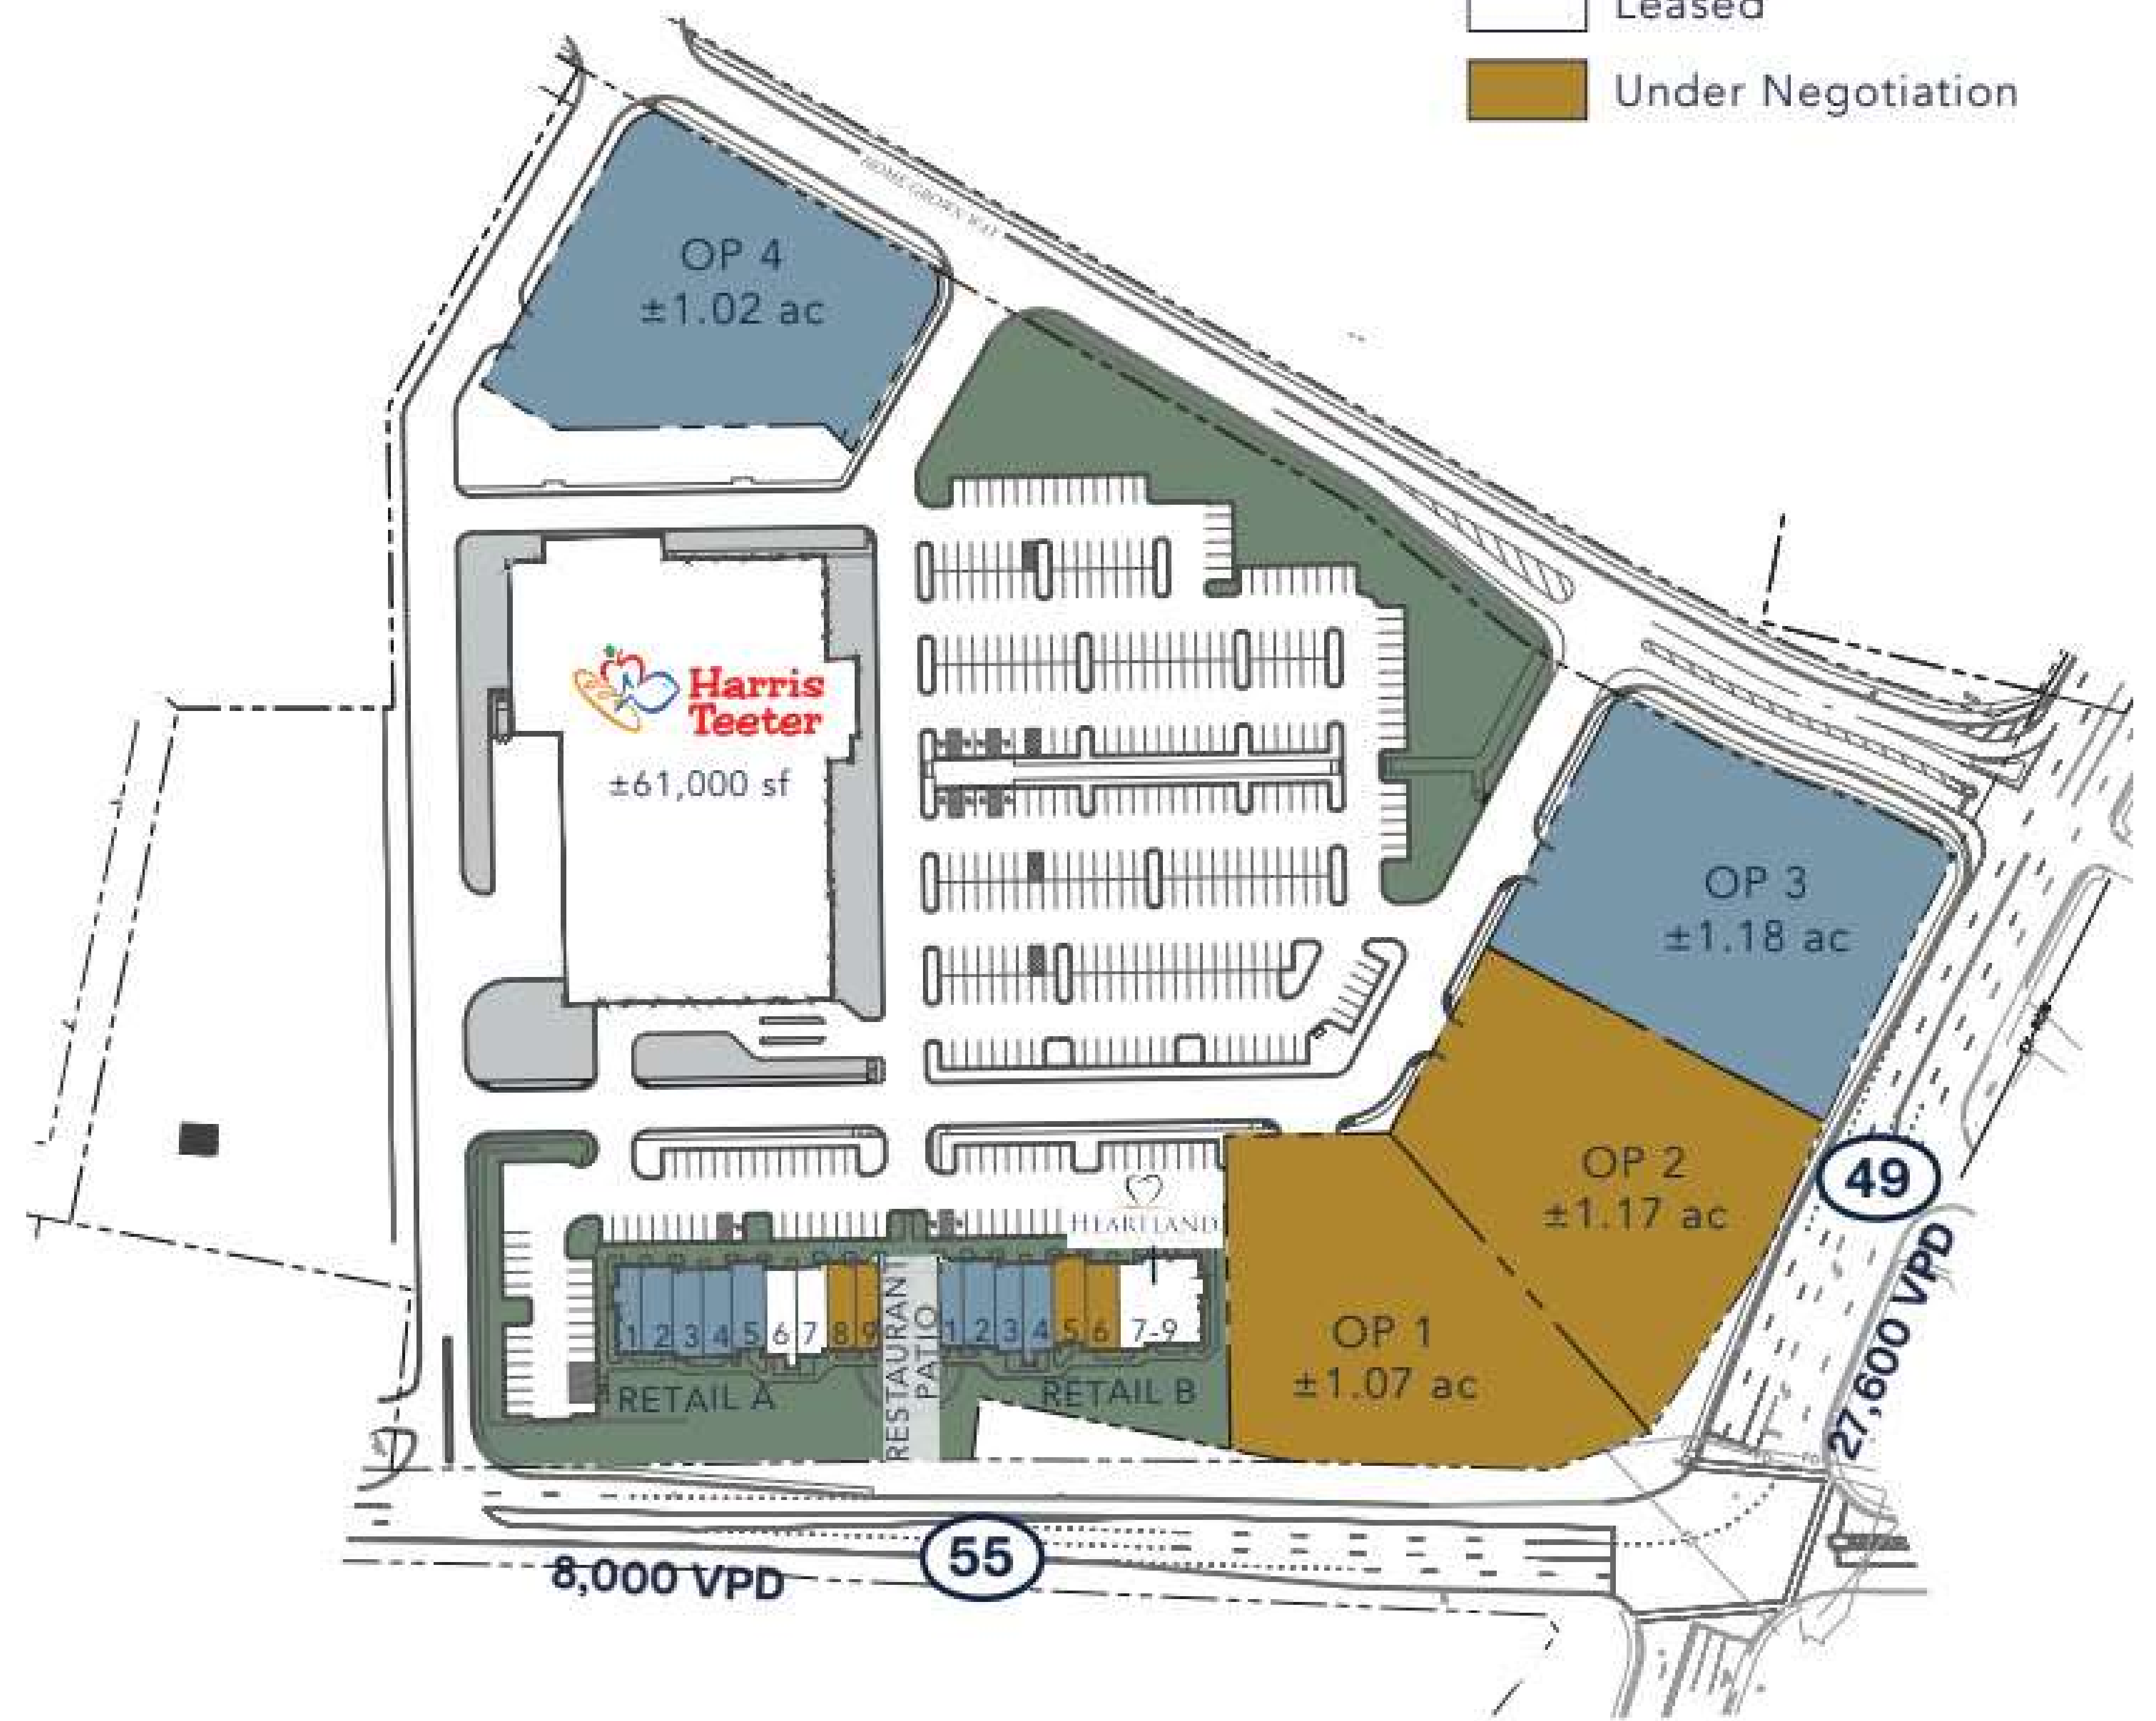 Leased
Under Negotiation
HOME GROWN WAY
OP 4
±1.02 ac
Harris
Teeter
±61,000 sf
OP 3
±1.18 ac
OP 2
±1.17 ac
49
27,600 VPD
HEARTLAND
OP 1
±1.07 ac
1 2 3 4 5 6 7 8 9
RESTAURANT
PATIO
1 2 3 4 5 6 7-9
RETAIL A
RETAIL B
55
8,000 VPD